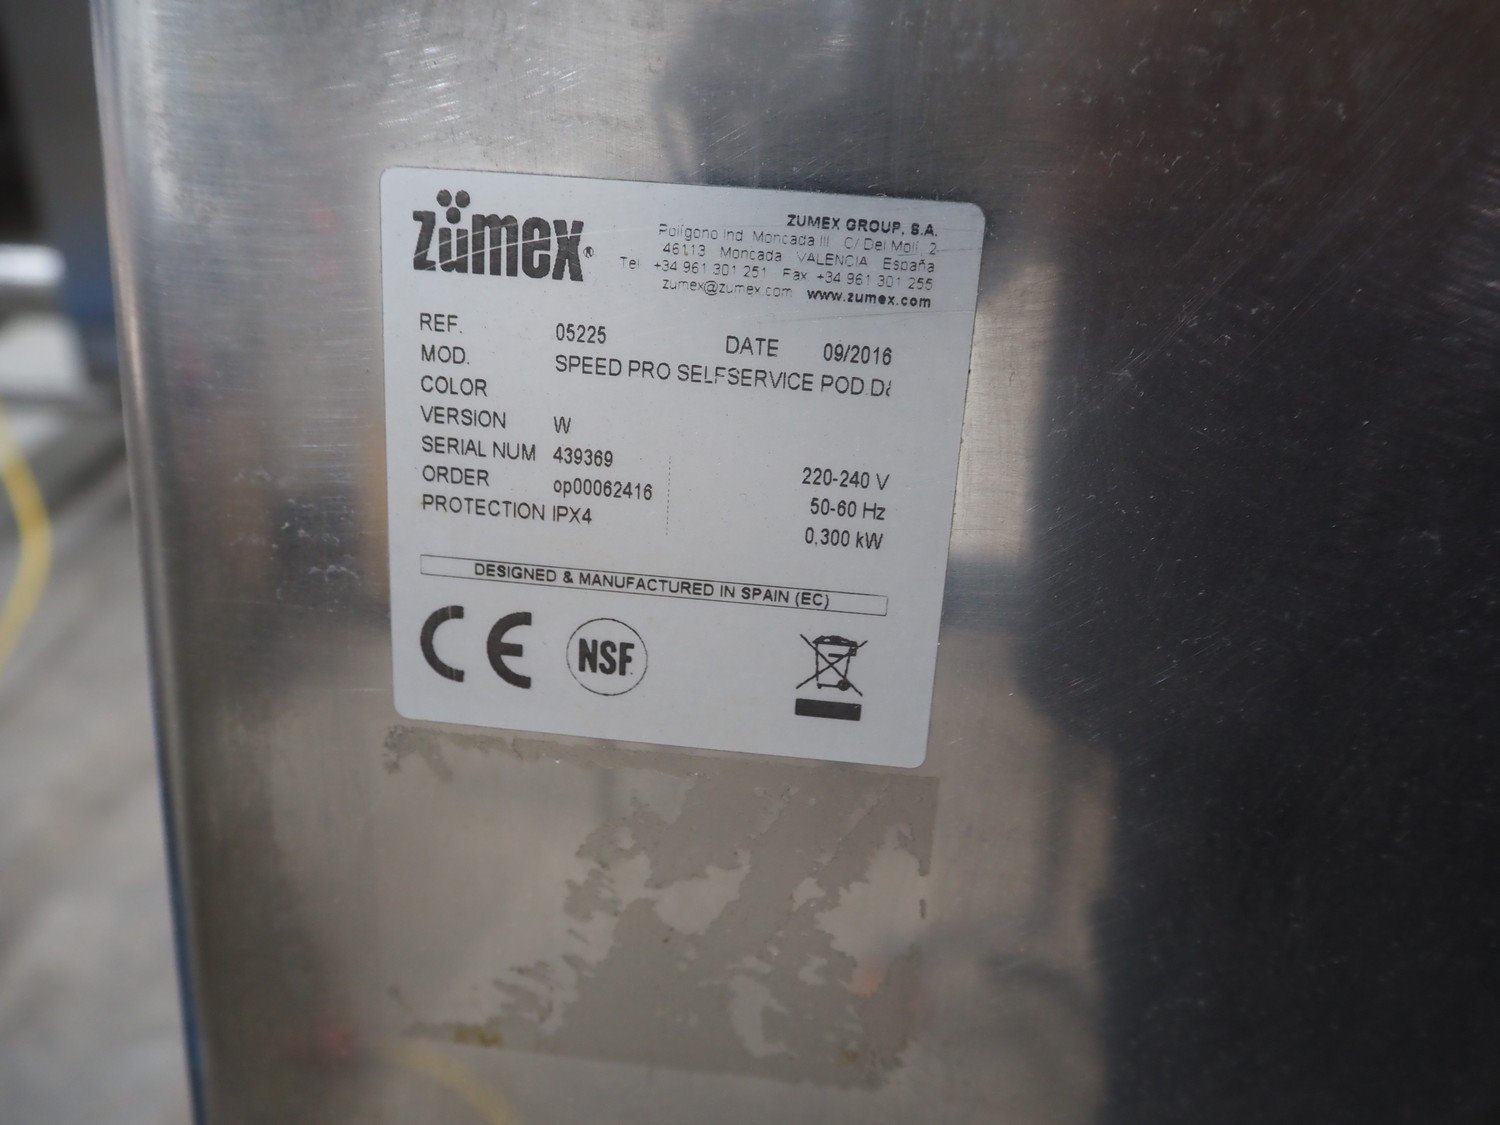 zümex®
ZUMEX GROUP, S.A.
Polígono Ind. Moncada III C/ Del Molí, 2
46113 Moncada VALENCIA España
Tel +34 961 301 251 Fax +34 961 301 255
zumex@zumex.com www.zumex.com
REF. 05225 DATE 09/2016
MOD. SPEED PRO SELFSERVICE POD.
COLOR
VERSION W
SERIAL NUM 439369
ORDER op00062416
PROTECTION IPX4
220-240 V
50-60 Hz
0,300 kW
DESIGNED & MANUFACTURED IN SPAIN (EC)
CE NSF